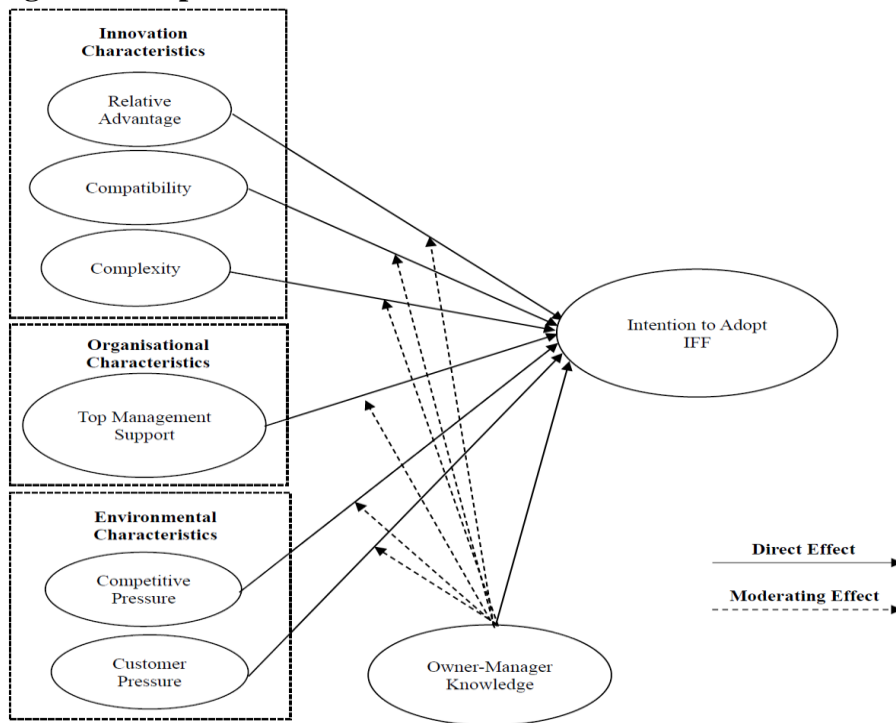 Innovation
Characteristics
Relative
Advantage
Compatibility
Complexity
Organisational
Characteristics
Top Management
Support
Environmental
Characteristics
Competitive
Pressure
Customer
Pressure
Intention to Adopt
IFF
Owner-Manager
Knowledge
Direct Effect
Moderating Effect